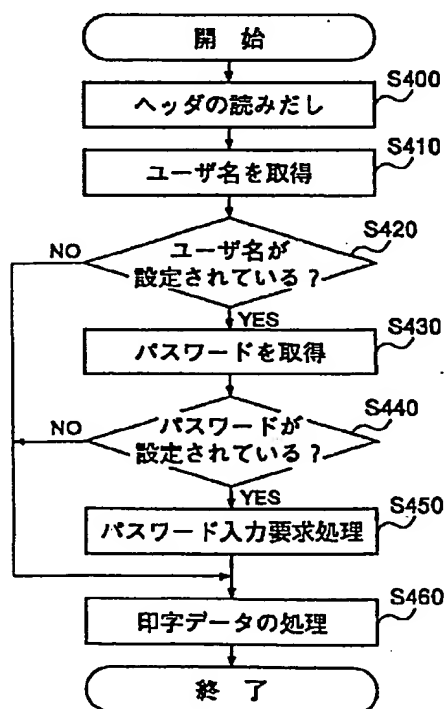 開 始
S400
ヘッダの読みだし
S410
ユーザ名を取得
S420
NO
ユーザ名が
設定されている?
YES
S430
パスワードを取得
S440
NO
パスワードが
設定されている?
YES
S450
パスワード入力要求処理
S460
印字データの処理
終 了